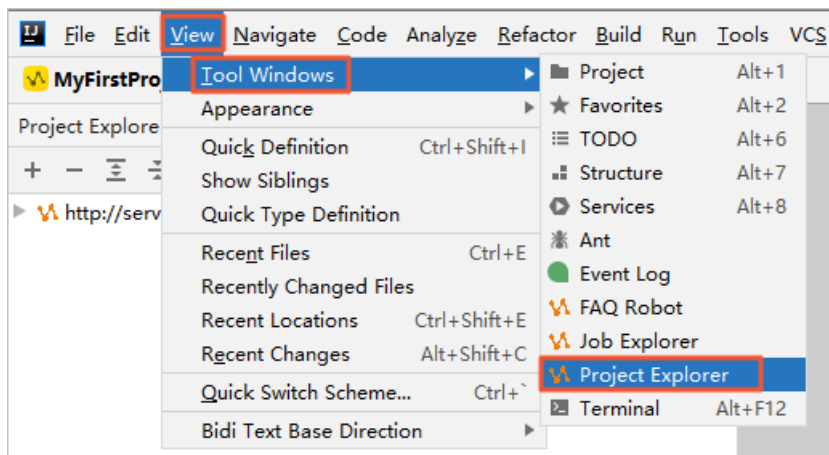 File Edit View Navigate Code Analyze Refactor Build Run Tools VCS
MyFirstPro
Project Explore
http://serv
Tool Windows
Appearance
Quick Definition Ctrl+Shift+I
Show Siblings
Quick Type Definition
Recent Files Ctrl+E
Recently Changed Files
Recent Locations Ctrl+Shift+E
Recent Changes Alt+Shift+C
Quick Switch Scheme... Ctrl+`
Bidi Text Base Direction
Project Alt+1
Favorites Alt+2
TODO Alt+6
Structure Alt+7
Services Alt+8
Ant
Event Log
FAQ Robot
Job Explorer
Project Explorer
Terminal Alt+F12